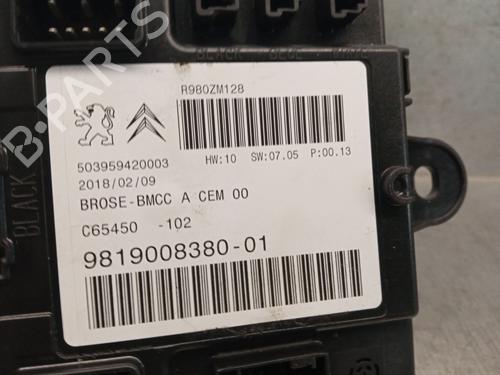 BLACK BEGE
R980ZM128
503959420003
HW:10 SW:07.05 P:00.13
2018/02/09
BROSE-BMCC A CEM 00
C65450 -102
9819008380-01
BLACK
B-PARTS